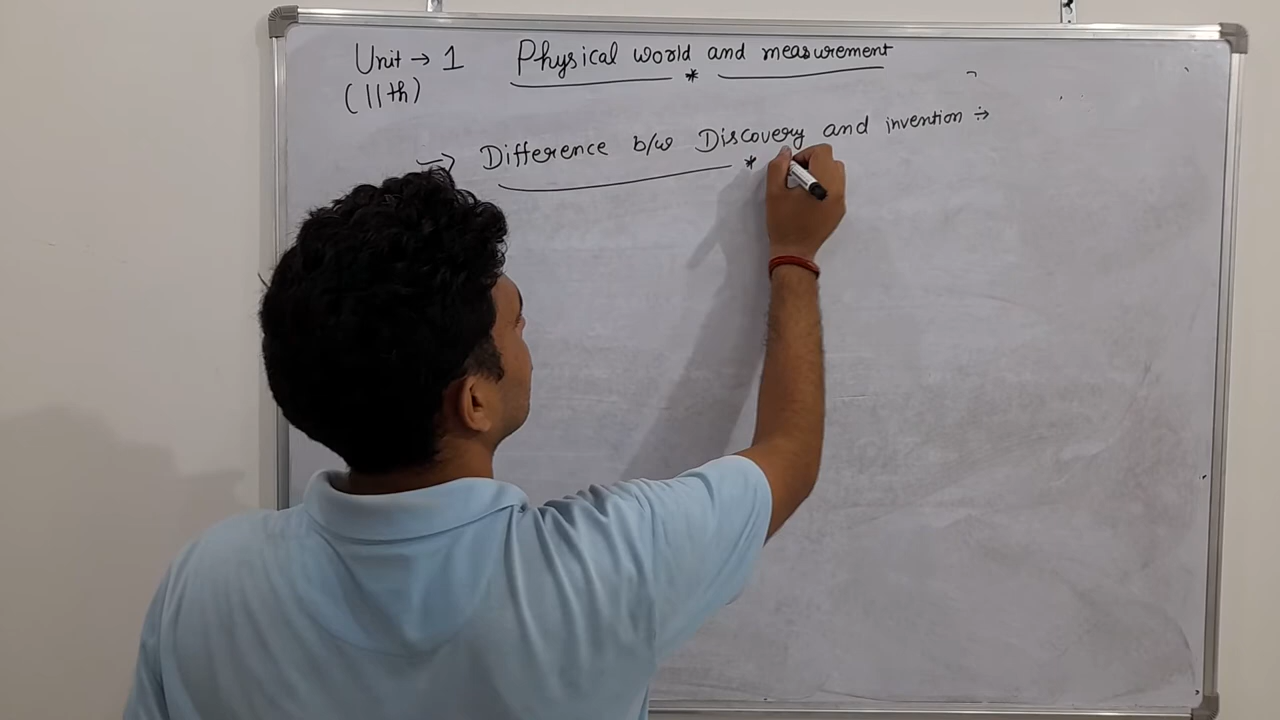 Unit → 1 Physical world and measurement
*
(11th)
⇒ Difference b/w Discovery and invention ÷
*